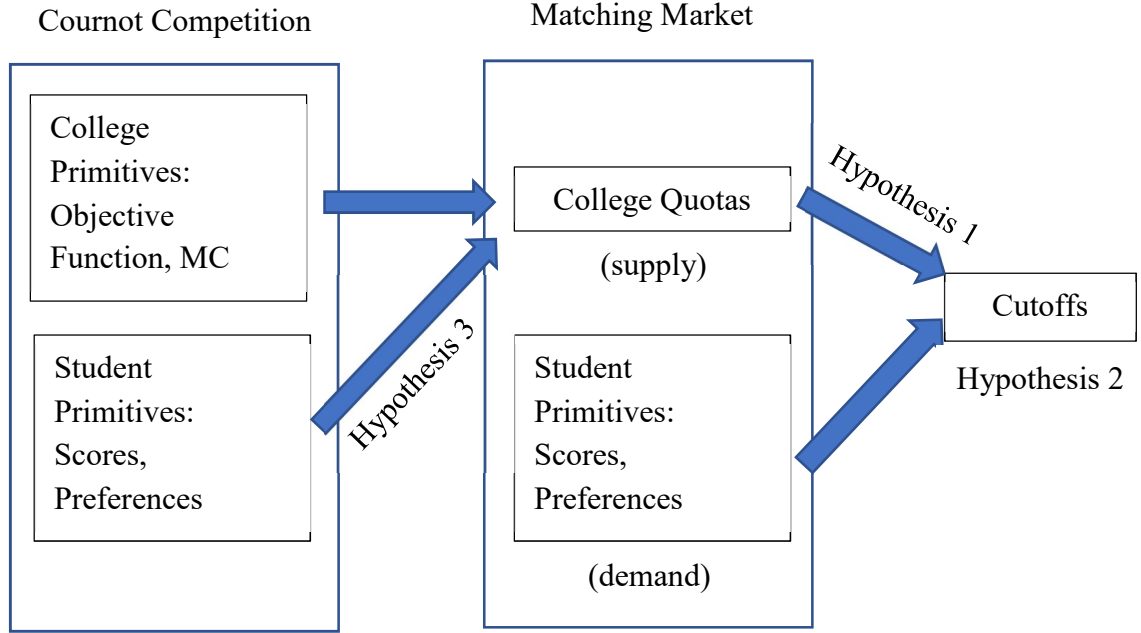 Cournot Competition
Matching Market
College
Primitives:
Objective
Function, MC
Student
Primitives:
Scores,
Preferences
Hypothesis 3
College Quotas
(supply)
Student
Primitives:
Scores,
Preferences
(demand)
Hypothesis 1
Cutoffs
Hypothesis 2